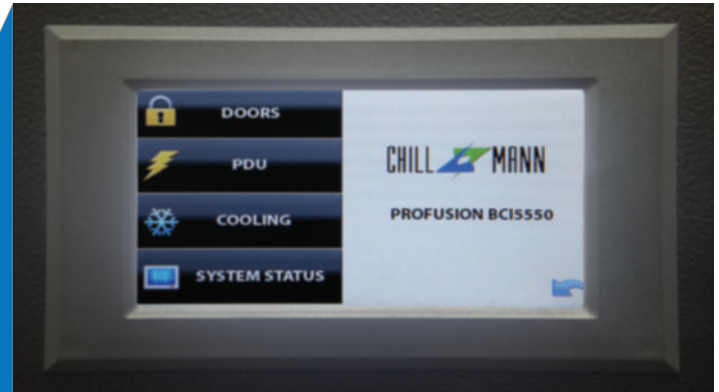 DOORS
PDU
COOLING
SYSTEM STATUS
CHILL MANN
PROFUSION BCI5550